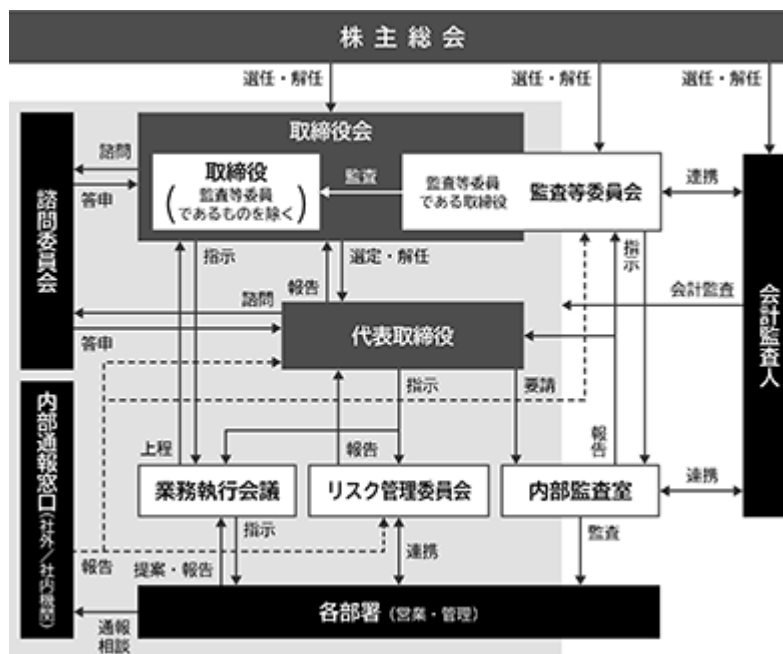 株主総会
選任・解任
選任・解任
選任・解任
取締役会
諮問
答申
取締役
(監査等委員
であるものを除く)
監査
監査等委員
である取締役
監査等委員会
連携
諮問委員会
指示
報告
選定・解任
指示
諮問
答申
代表取締役
会計監査
会計監査人
内部通報窓口(社外/社内機関)
上程
報告
指示
要請
報告
業務執行会議
リスク管理委員会
内部監査室
連携
報告
提案・報告
指示
連携
監査
通報
相談
各部署(営業・管理)